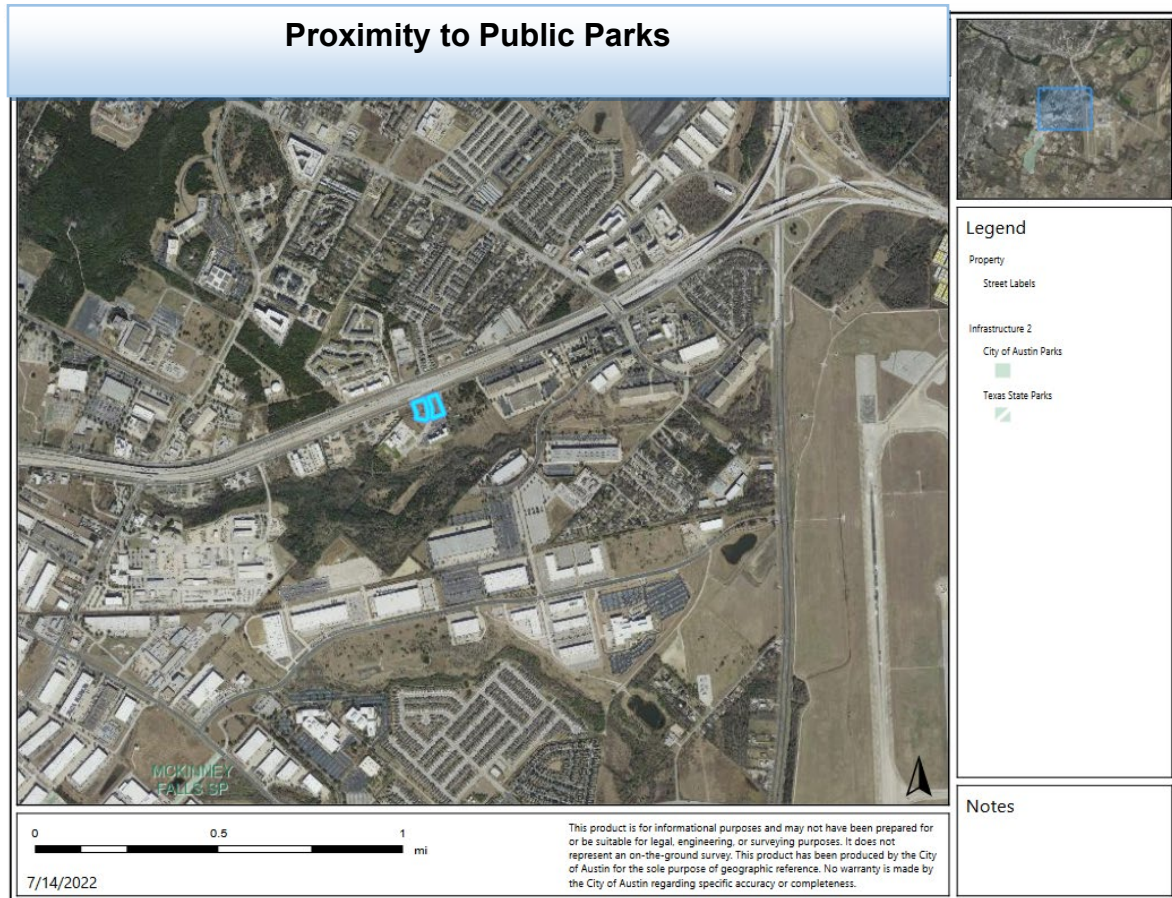 Proximity to Public Parks
MCKINNEY
FALLS SP
Legend
Property
Street Labels
Infrastructure 2
City of Austin Parks
Texas State Parks
Notes
0 0.5 1
mi
7/14/2022
This product is for informational purposes and may not have been prepared for
or be suitable for legal, engineering, or surveying purposes. It does not
represent an on-the-ground survey. This product has been produced by the City
of Austin for the sole purpose of geographic reference. No warranty is made by
the City of Austin regarding specific accuracy or completeness.